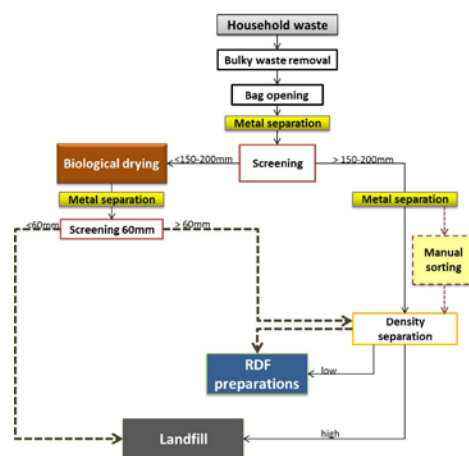 Household waste
Bulky waste removal
Bag opening
Metal separation
<150-200mm
Screening
> 150-200mm
Biological drying
Metal separation
Metal separation
<60mm
Screening 60mm
> 60mm
Manual
sorting
Density
separation
RDF
preparations
low
Landfill
high